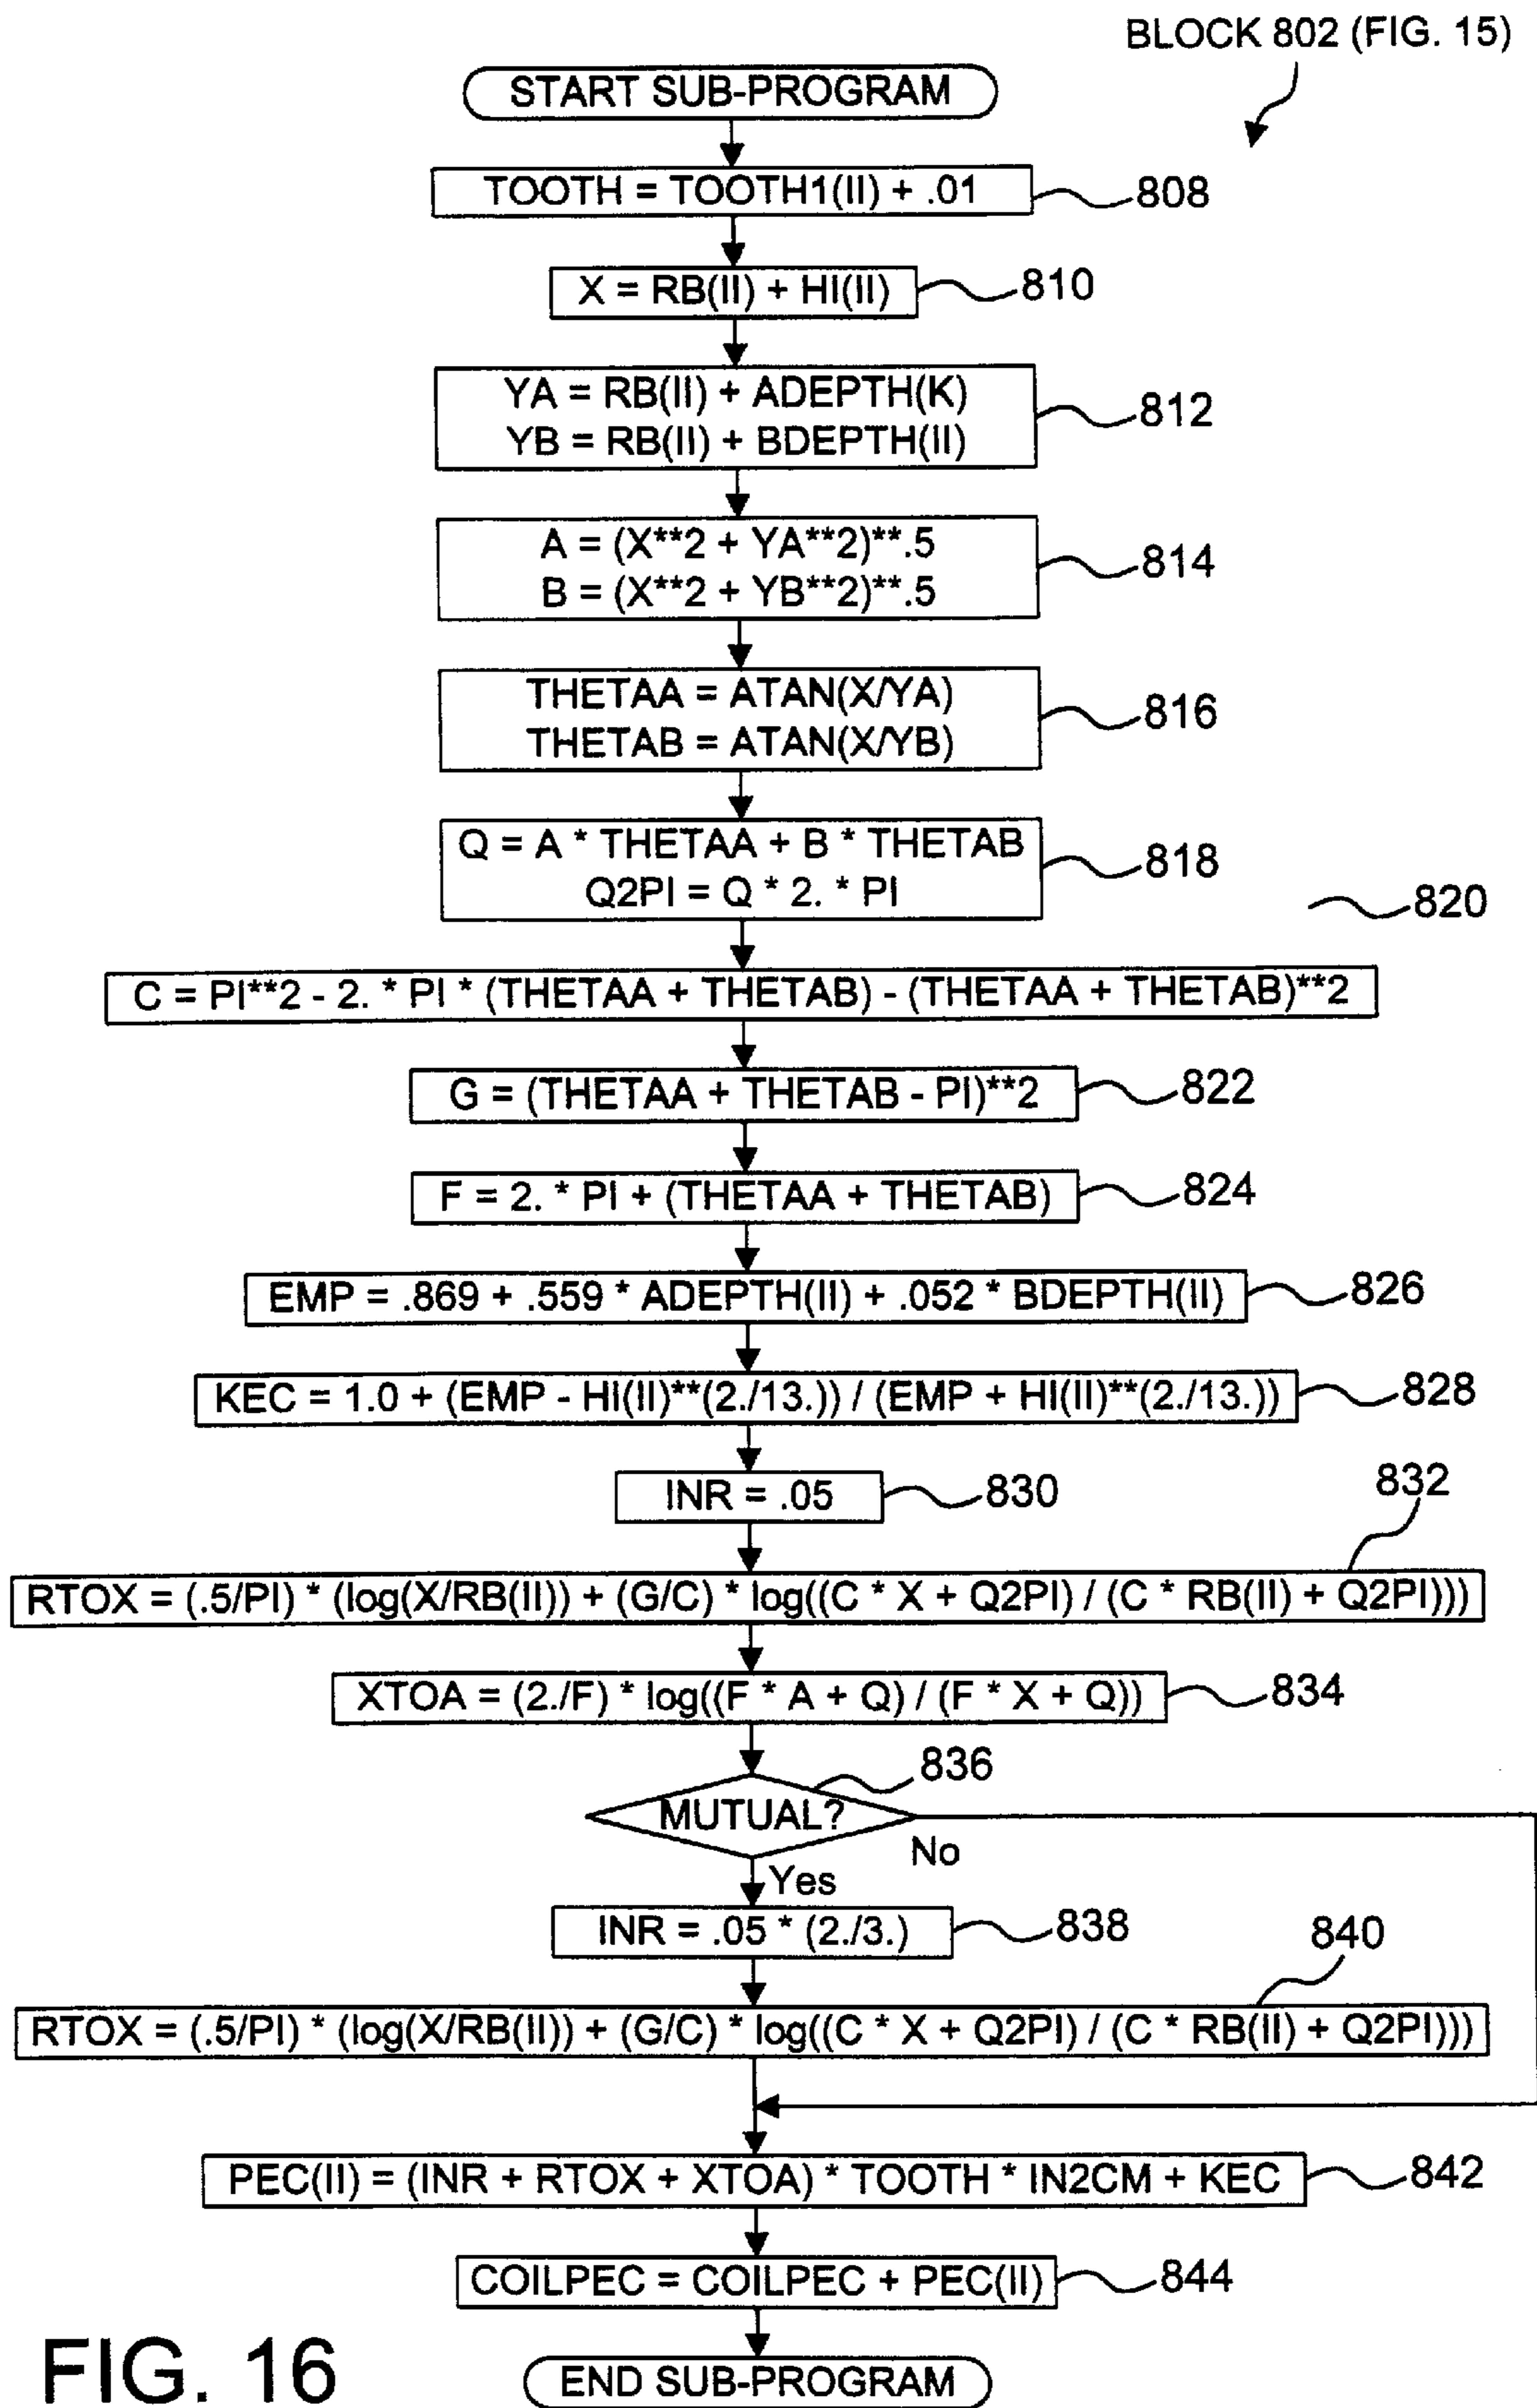 BLOCK 802 (FIG. 15)
START SUB-PROGRAM
TOOTH = TOOTH1(II) + .01
808
X = RB(II) + HI(II)
810
YA = RB(II) + ADEPTH(K)
YB = RB(II) + BDEPTH(II)
812
A = (X**2 + YA**2)**.5
B = (X**2 + YB**2)**.5
814
THETAA = ATAN(X/YA)
THETAB = ATAN(X/YB)
816
Q = A * THETAA + B * THETAB
Q2PI = Q * 2. * PI
818
820
C = PI**2 - 2. * PI * (THETAA + THETAB) - (THETAA + THETAB)**2
G = (THETAA + THETAB - PI)**2
822
F = 2. * PI + (THETAA + THETAB)
824
EMP = .869 + .559 * ADEPTH(II) + .052 * BDEPTH(II)
826
KEC = 1.0 + (EMP - HI(II)**(2./13.)) / (EMP + HI(II)**(2./13.))
828
INR = .05
830
832
RTOX = (.5/PI) * (log(X/RB(II)) + (G/C) * log((C * X + Q2PI) / (C * RB(II) + Q2PI)))
XTOA = (2./F) * log((F * A + Q) / (F * X + Q))
834
836
MUTUAL?
No
Yes
INR = .05 * (2./3.)
838
840
RTOX = (.5/PI) * (log(X/RB(II)) + (G/C) * log((C * X + Q2PI) / (C * RB(II) + Q2PI)))
PEC(II) = (INR + RTOX + XTOA) * TOOTH * IN2CM + KEC
842
COILPEC = COILPEC + PEC(II)
844
END SUB-PROGRAM
FIG. 16